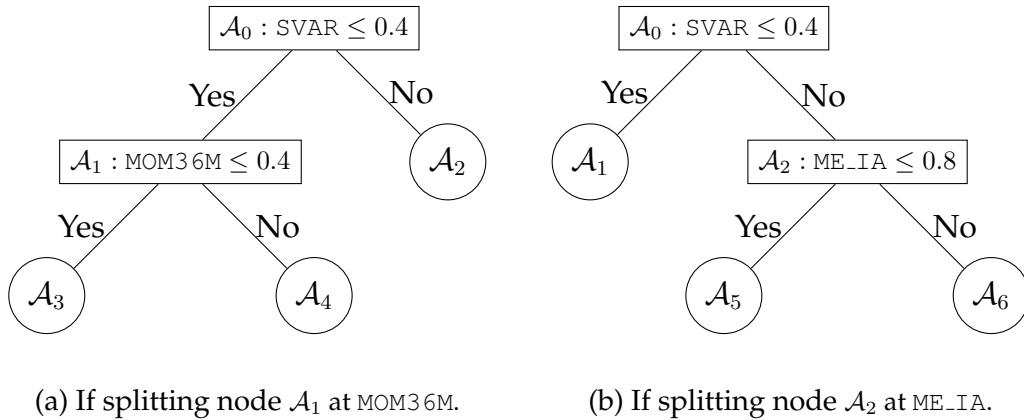 𝒜₀ : SVAR ≤ 0.4
Yes
No
𝒜₁ : MOM36M ≤ 0.4
𝒜₂
Yes
No
𝒜₃
𝒜₄
(a) If splitting node 𝒜₁ at MOM36M.
𝒜₀ : SVAR ≤ 0.4
Yes
No
𝒜₁
𝒜₂ : ME_IA ≤ 0.8
Yes
No
𝒜₅
𝒜₆
(b) If splitting node 𝒜₂ at ME_IA.